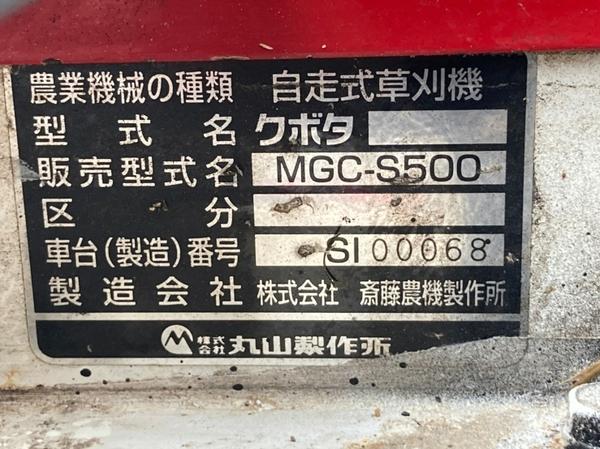 農業機械の種類 自走式草刈機
型式名 クボタ
販売型式名 MGC-S500
区分
車台(製造)番号 SI 00068
製造会社 株式会社 斎藤農機製作所
株式会社 丸山製作所